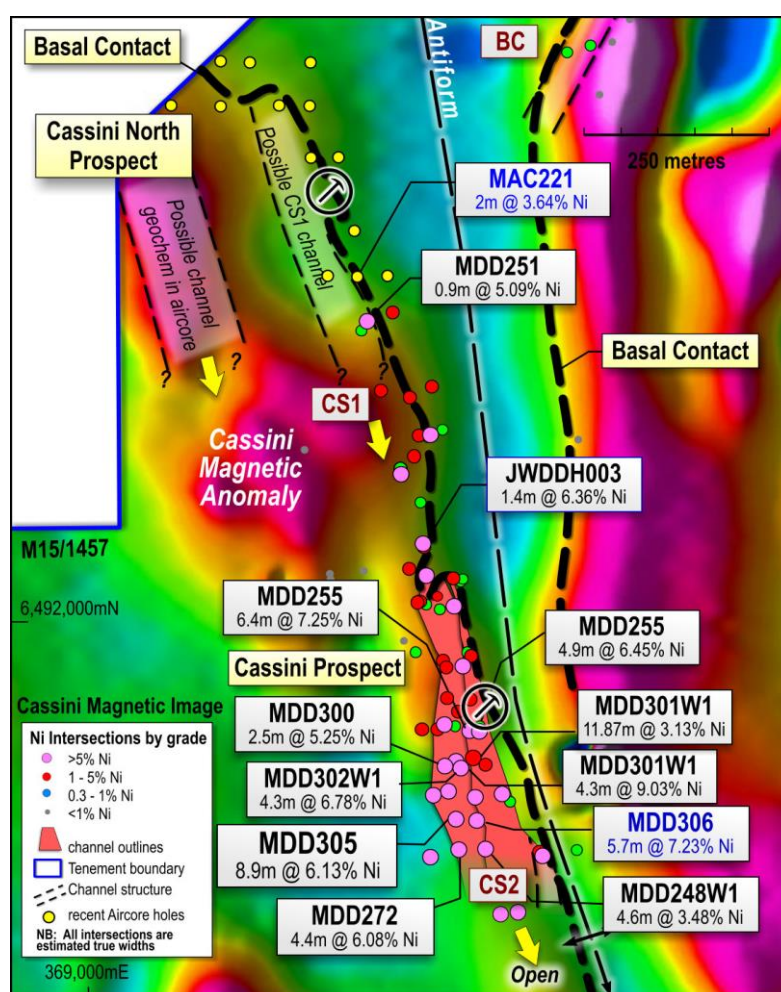 Basal Contact
Antiform
BC
Cassini North
Prospect
250 metres
Possible channel
geochem in aircore
Possible CS1 channel
MAC221
2m @ 3.64% Ni
MDD251
0.9m @ 5.09% Ni
Basal Contact
?
?
?
?
CS1
Cassini
Magnetic
Anomaly
JWDDH003
1.4m @ 6.36% Ni
M15/1457
6,492,000mN
MDD255
6.4m @ 7.25% Ni
MDD255
4.9m @ 6.45% Ni
Cassini Prospect
Cassini Magnetic Image
MDD300
2.5m @ 5.25% Ni
MDD301W1
11.87m @ 3.13% Ni
MDD302W1
4.3m @ 6.78% Ni
MDD301W1
4.3m @ 9.03% Ni
MDD305
8.9m @ 6.13% Ni
MDD306
5.7m @ 7.23% Ni
CS2
MDD272
4.4m @ 6.08% Ni
MDD248W1
4.6m @ 3.48% Ni
Open
Ni Intersections by grade
>5% Ni
1 - 5% Ni
0.3 - 1% Ni
<1% Ni
channel outlines
Tenement boundary
Channel structure
recent Aircore holes
NB: All intersections are
estimated true widths
369,000mE